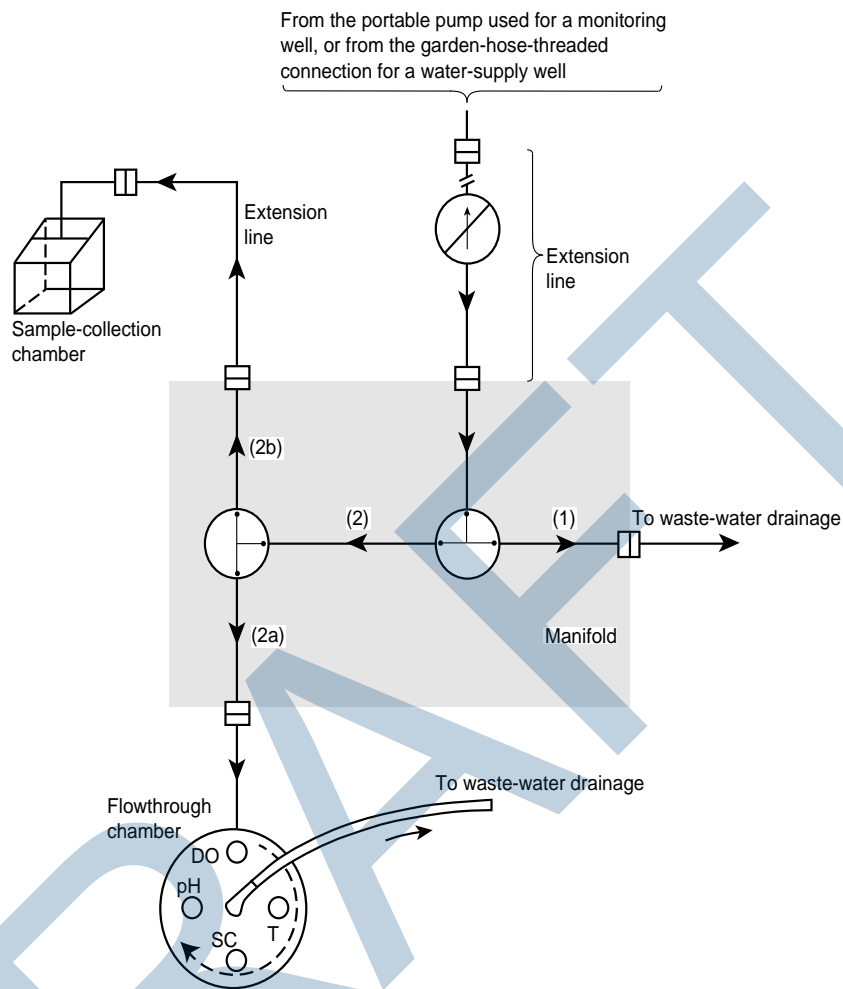 From the portable pump used for a monitoring
well, or from the garden-hose-threaded
connection for a water-supply well
Extension
line
Extension
line
Sample-collection
chamber
(2b)
(2)
(1)
To waste-water drainage
(2a)
Manifold
To waste-water drainage
Flowthrough
chamber
DO
pH
T
SC
DRAFT